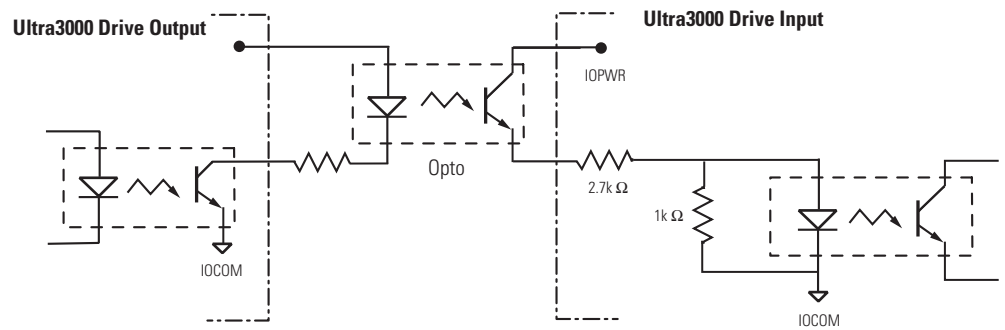 Ultra3000 Drive Output
Ultra3000 Drive Input
IOPWR
Opto
2.7k Ω
1k Ω
IOCOM
IOCOM